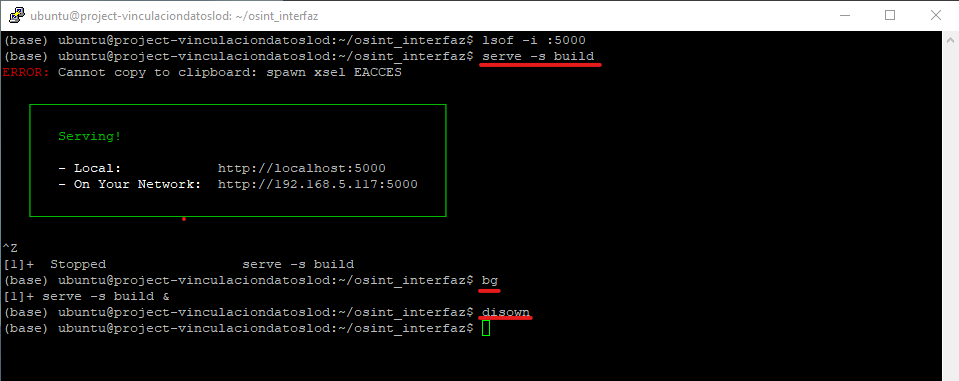 ubuntu@project-vinculaciondatoslod: ~/osint_interfaz
(base) ubuntu@project-vinculaciondatoslod:~/osint_interfaz$ lsof -i :5000
(base) ubuntu@project-vinculaciondatoslod:~/osint_interfaz$ serve -s build
ERROR: Cannot copy to clipboard: spawn xsel EACCES
Serving!
- Local: http://localhost:5000
- On Your Network: http://192.168.5.117:5000
^Z
[1]+ Stopped serve -s build
(base) ubuntu@project-vinculaciondatoslod:~/osint_interfaz$ bg
[1]+ serve -s build &
(base) ubuntu@project-vinculaciondatoslod:~/osint_interfaz$ disown
(base) ubuntu@project-vinculaciondatoslod:~/osint_interfaz$